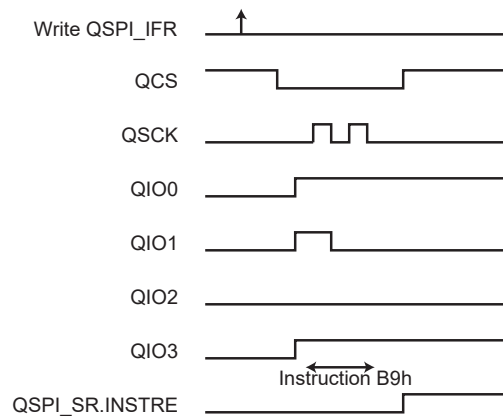 Write QSPI_IFR
QCS
QSCK
QIO0
QIO1
QIO2
QIO3
Instruction B9h
QSPI_SR.INSTRE